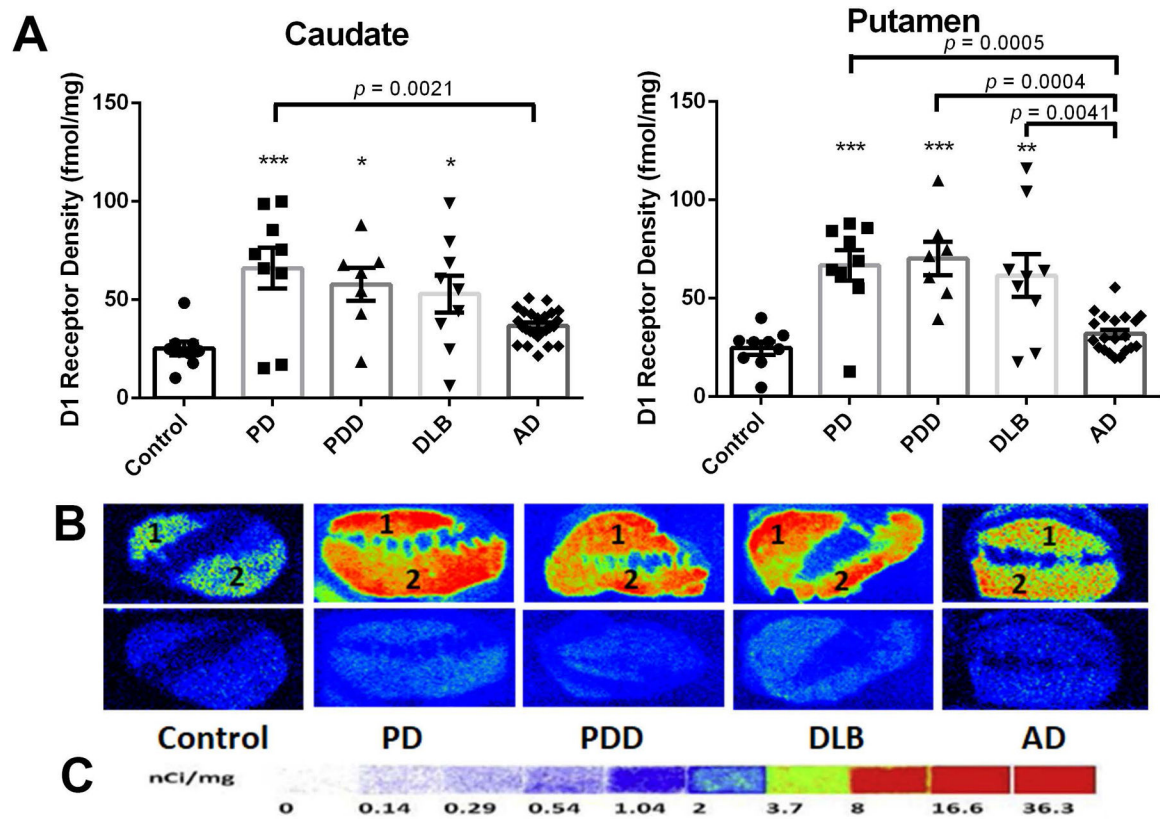 A
Caudate
Putamen
p = 0.0021
p = 0.0005
p = 0.0004
p = 0.0041
D1 Receptor Density (fmol/mg)
150
100
50
0
*** * *
Control PD PDD DLB AD
D1 Receptor Density (fmol/mg)
150
100
50
0
*** *** **
Control PD PDD DLB AD
B
1 1 1 1 1
2 2 2 2 2
Control PD PDD DLB AD
C
nCi/mg
0 0.14 0.29 0.54 1.04 2 3.7 8 16.6 36.3